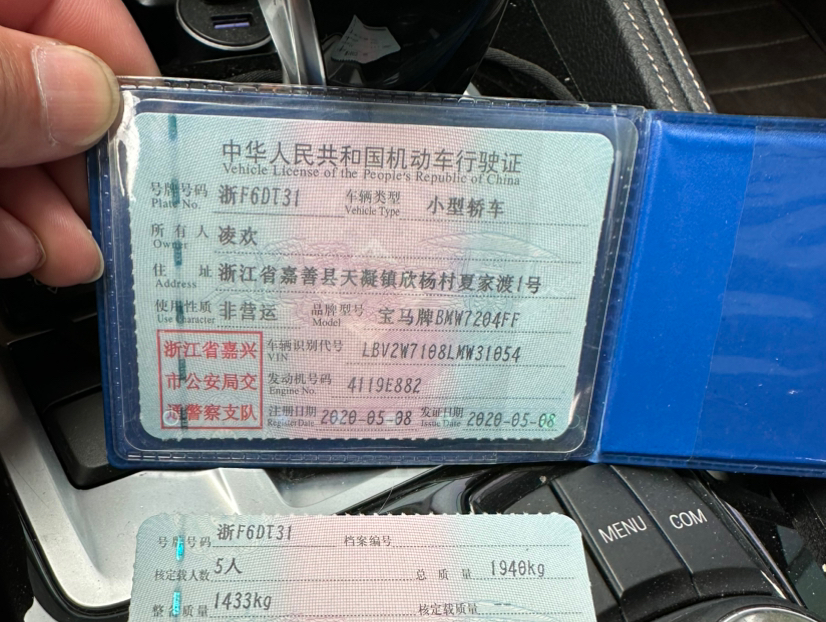 中华人民共和国机动车行驶证
Vehicle License of the People's Republic of China
号牌号码 浙F6DT31 车辆类型 小型轿车
Plate No. Vehicle Type
所有人 凌欢
Owner
住址 浙江省嘉善县天凝镇欣杨村夏家渡1号
Address
使用性质 非营运 品牌型号 宝马牌BMW7204FF
Use Character Model
浙江省嘉兴
市公安局交
通警察支队
车辆识别代号 LBV2W7108LMW31054
VIN
发动机号码 4119E882
Engine No.
注册日期 2020-05-08 发证日期 2020-05-08
Register Date Issue Date
号牌号码 浙F6DT31 档案编号
核定载人数 5人 总质量 1940kg
整备质量 1433kg 核定载质量 --
MENU COM